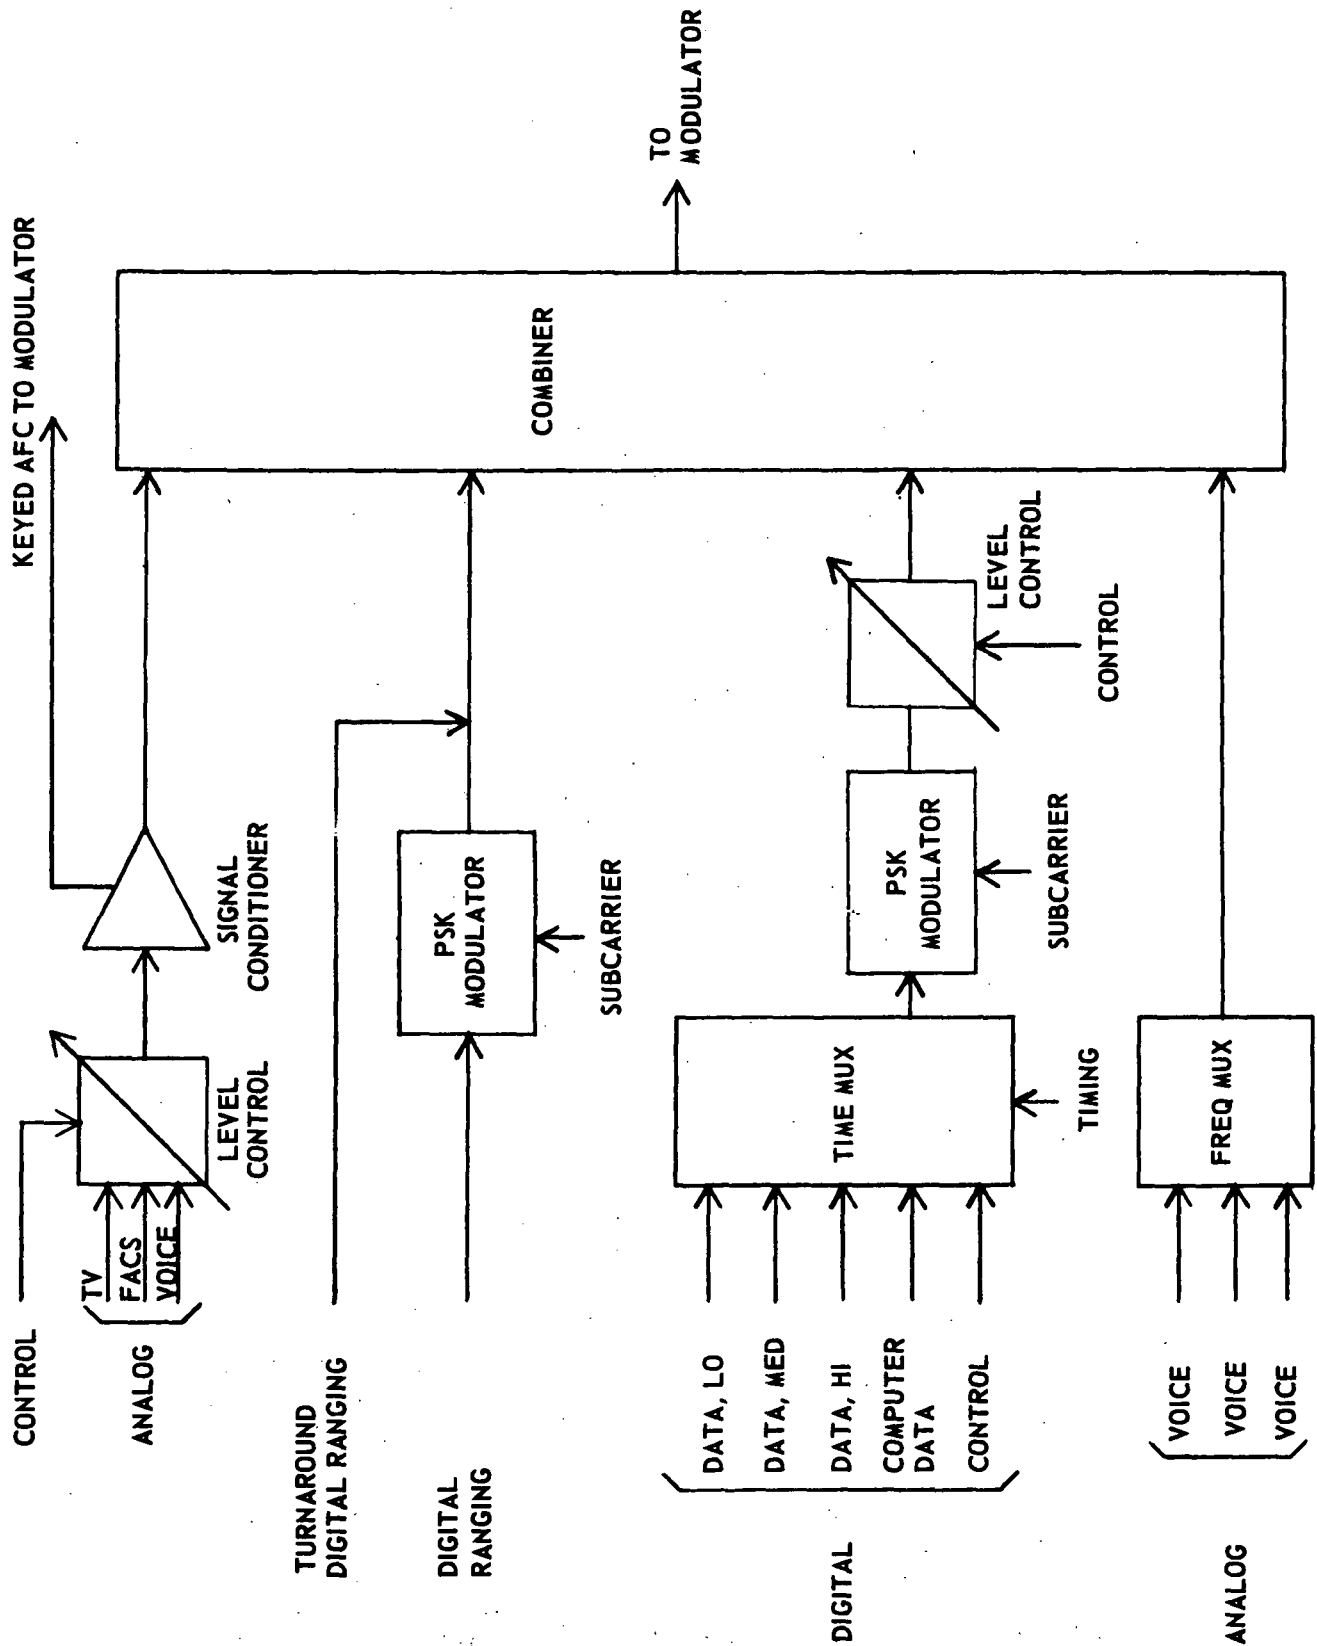 CONTROL
ANALOG
TV
FACS
VOICE
LEVEL
CONTROL
SIGNAL
CONDITIONER
KEYED AFC TO MODULATOR
TURNAROUND
DIGITAL RANGING
DIGITAL
RANGING
PSK
MODULATOR
SUBCARRIER
COMBINER
TO
MODULATOR
DIGITAL
DATA, LO
DATA, MED
DATA, HI
COMPUTER
DATA
CONTROL
TIME MUX
TIMING
PSK
MODULATOR
SUBCARRIER
LEVEL
CONTROL
CONTROL
ANALOG
VOICE
VOICE
VOICE
FREQ MUX